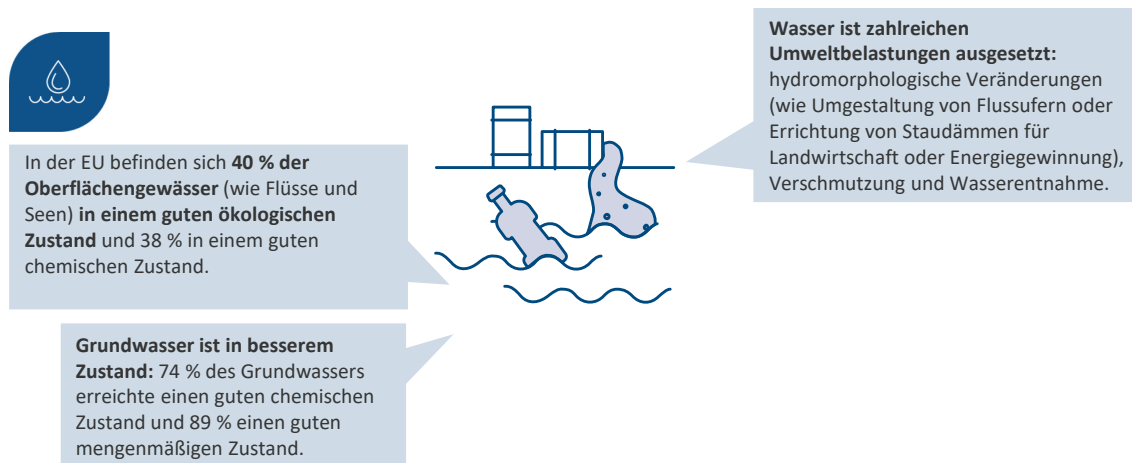 In der EU befinden sich 40 % der
Oberflächengewässer (wie Flüsse und
Seen) in einem guten ökologischen
Zustand und 38 % in einem guten
chemischen Zustand.
Grundwasser ist in besserem
Zustand: 74 % des Grundwassers
erreichte einen guten chemischen
Zustand und 89 % einen guten
mengenmäßigen Zustand.
Wasser ist zahlreichen
Umweltbelastungen ausgesetzt:
hydromorphologische Veränderungen
(wie Umgestaltung von Flussufern oder
Errichtung von Staudämmen für
Landwirtschaft oder Energiegewinnung),
Verschmutzung und Wasserentnahme.